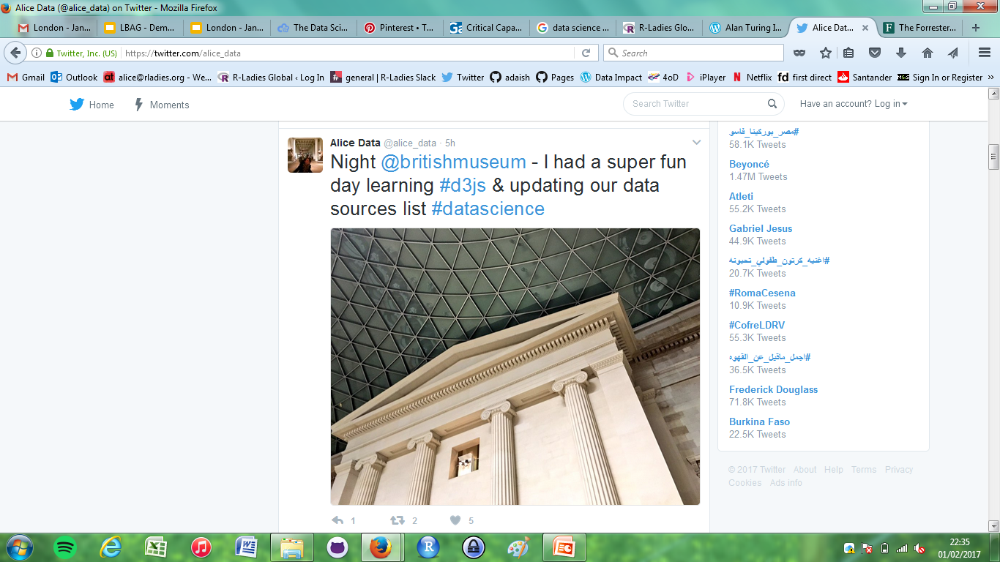 Alice Data (@alice_data) on Twitter - Mozilla Firefox
London - Jan...
LBAG - Dem...
London - Jan...
The Data Sci...
Pinterest • T...
Critical Capa...
data science ...
R-Ladies Glo...
Alan Turing I...
Alice Dat...
The Forrester...
Twitter, Inc. (US)
https://twitter.com/alice_data
Search
Gmail
Outlook
alice@rladies.org - We...
R-Ladies Global ‹ Log In
general | R-Ladies Slack
Twitter
adaish
Pages
Data Impact
4oD
iPlayer
Netflix
fd first direct
Santander
M&S Sign In or Register
»
Home
Moments
Search Twitter
Have an account? Log in
Alice Data @alice_data · 5h
Night @britishmuseum - I had a super fun
day learning #d3js & updating our data
sources list #datascience
1
2
5
#مصر_بوركينا_فاسو
58.1K Tweets
Beyoncé
1.47M Tweets
Atleti
55.2K Tweets
Gabriel Jesus
44.9K Tweets
#اغنيه_كرتون_طفولي_تحبونه
20.7K Tweets
#RomaCesena
10.9K Tweets
#CofreLDRV
55.3K Tweets
#اجمل_ماقيل_عن_القهوه
36.5K Tweets
Frederick Douglass
71.8K Tweets
Burkina Faso
22.5K Tweets
© 2017 Twitter About Help Terms Privacy
Cookies Ads info
22:35
01/02/2017